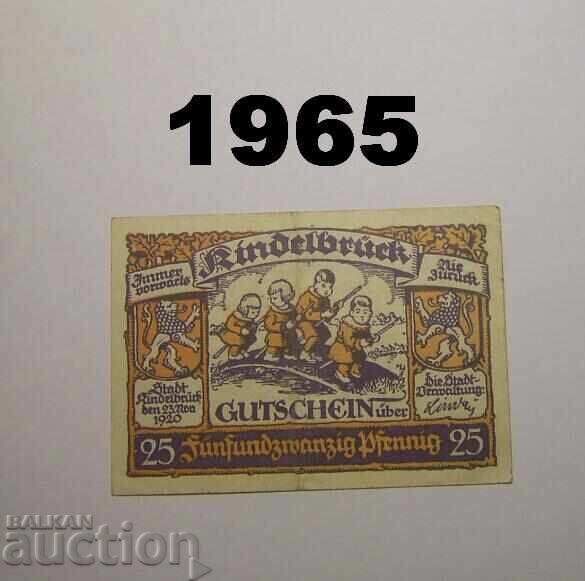 1965
Kindelbrück
Immer
vorwärts
Nie
zurück
Stadt
Kindelbrück
den 23. Nov.
1920
GUTSCHEIN über
Die Stadt-
Verwaltung:
25 Fünfundzwanzig Pfennig 25
BALKAN
auction